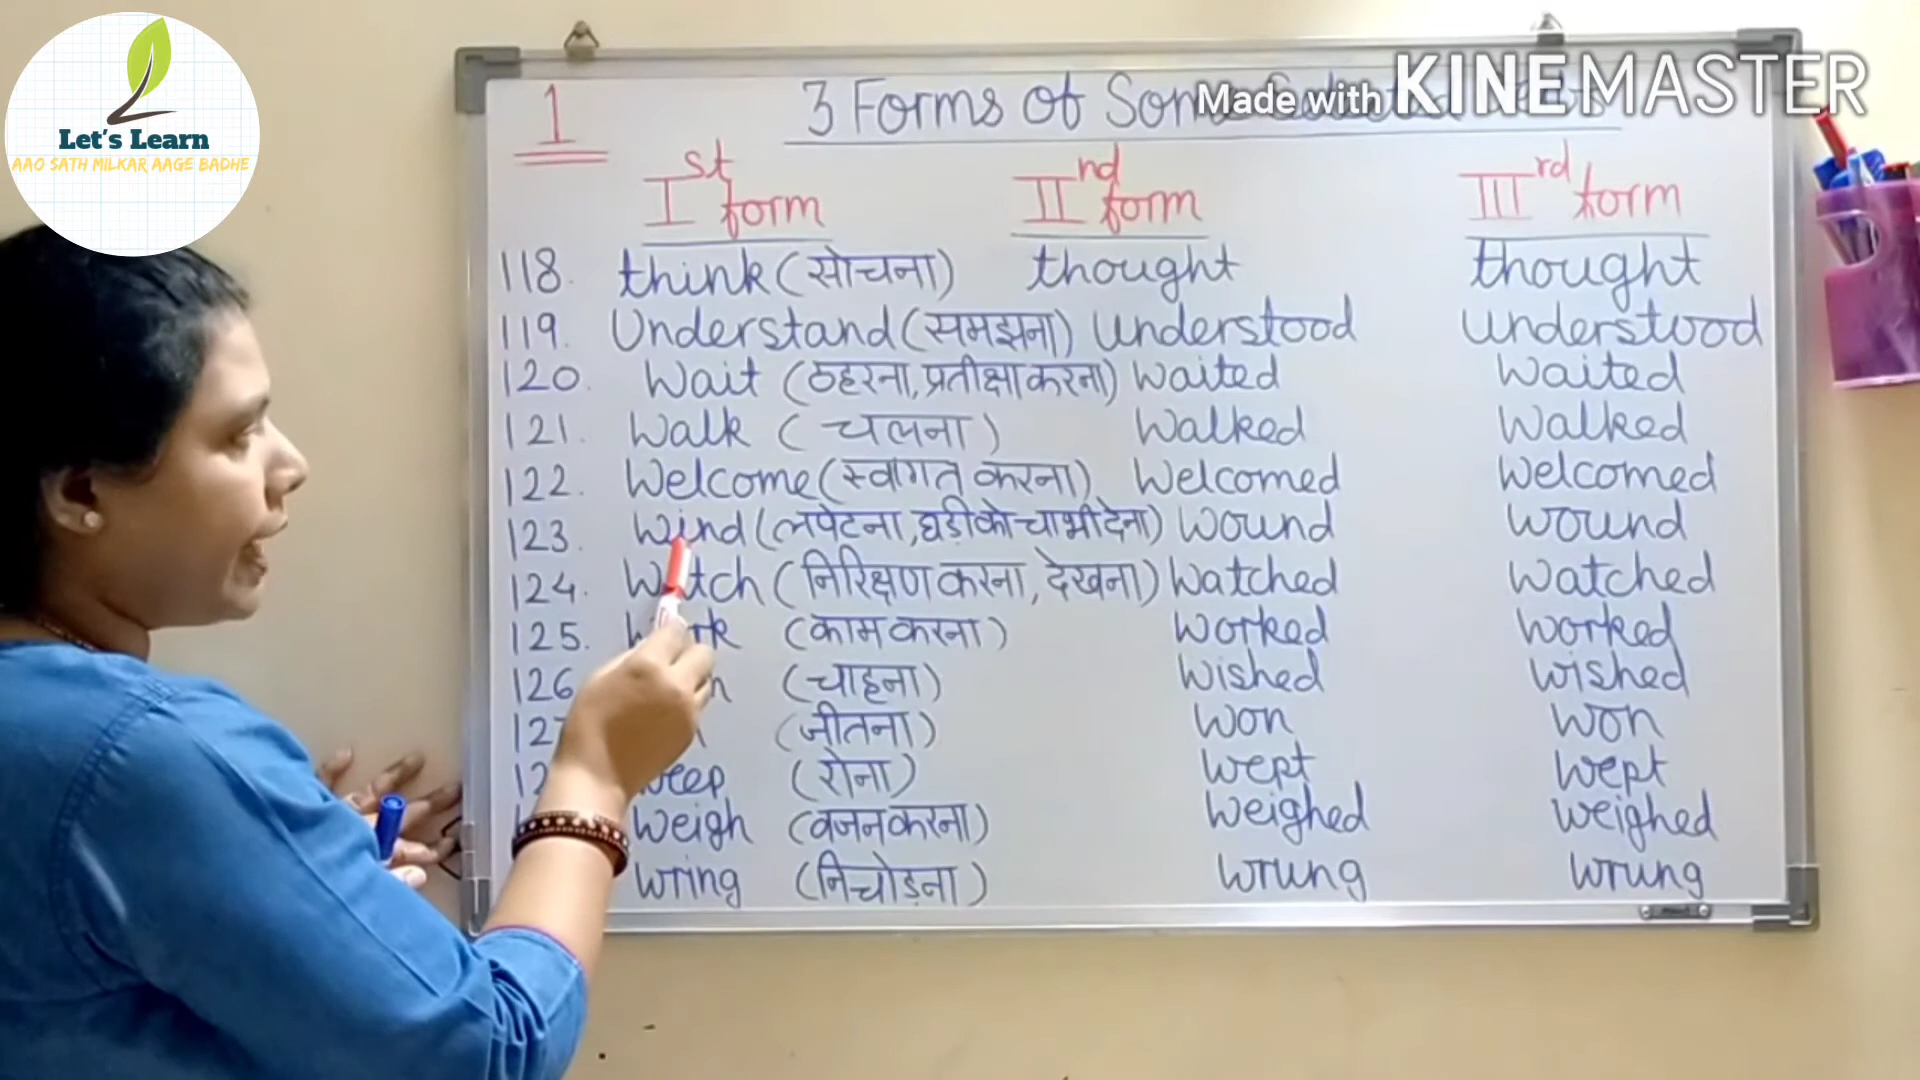 Let's Learn
AAO SATH MILKAR AAGE BADHE
Made with KINEMASTER
1
3 Forms of Some
Ist form IInd form IIIrd form
118. think (सोचना) thought thought
119. Understand (समझना) Understood Understood
120. Wait (ठहरना, प्रतीक्षा करना) Waited Waited
121. Walk (चलना) Walked Walked
122. Welcome (स्वागत करना) Welcomed Welcomed
123. Wind (लपेटना, घड़ी को चाभी देना) Wound Wound
124. Watch (निरिक्षण करना, देखना) Watched Watched
125. (काम करना) Worked Worked
126 (चाहना) Wished Wished
(जीतना) Won Won
Weep (रोना) Wept Wept
Weigh (वजन करना) Weighed Weighed
Wring (निचोड़ना) Wrung Wrung